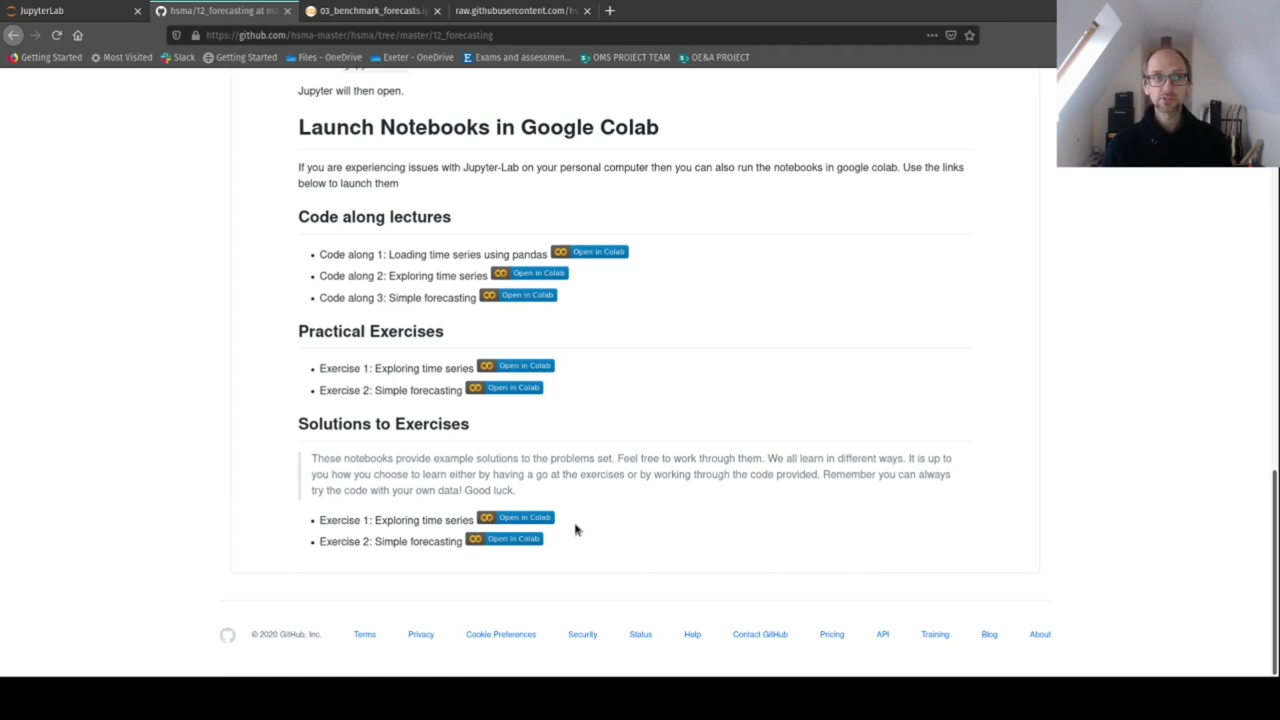 JupyterLab
hsma/12_forecasting at ma
03_benchmark_forecasts.ip
raw.githubusercontent.com/hs
https://github.com/hsma-master/hsma/tree/master/12_forecasting
Getting Started
Most Visited
Slack
Getting Started
Files - OneDrive
Exeter - OneDrive
Exams and assessmen...
OMS PROJECT TEAM
OE&A PROJECT
Jupyter will then open.
Launch Notebooks in Google Colab
If you are experiencing issues with Jupyter-Lab on your personal computer then you can also run the notebooks in google colab. Use the links
below to launch them
Code along lectures
• Code along 1: Loading time series using pandas Open in Colab
• Code along 2: Exploring time series Open in Colab
• Code along 3: Simple forecasting Open in Colab
Practical Exercises
• Exercise 1: Exploring time series Open in Colab
• Exercise 2: Simple forecasting Open in Colab
Solutions to Exercises
These notebooks provide example solutions to the problems set. Feel free to work through them. We all learn in different ways. It is up to
you how you choose to learn either by having a go at the exercises or by working through the code provided. Remember you can always
try the code with your own data! Good luck.
• Exercise 1: Exploring time series Open in Colab
• Exercise 2: Simple forecasting Open in Colab
© 2020 GitHub, Inc.
Terms
Privacy
Cookie Preferences
Security
Status
Help
Contact GitHub
Pricing
API
Training
Blog
About